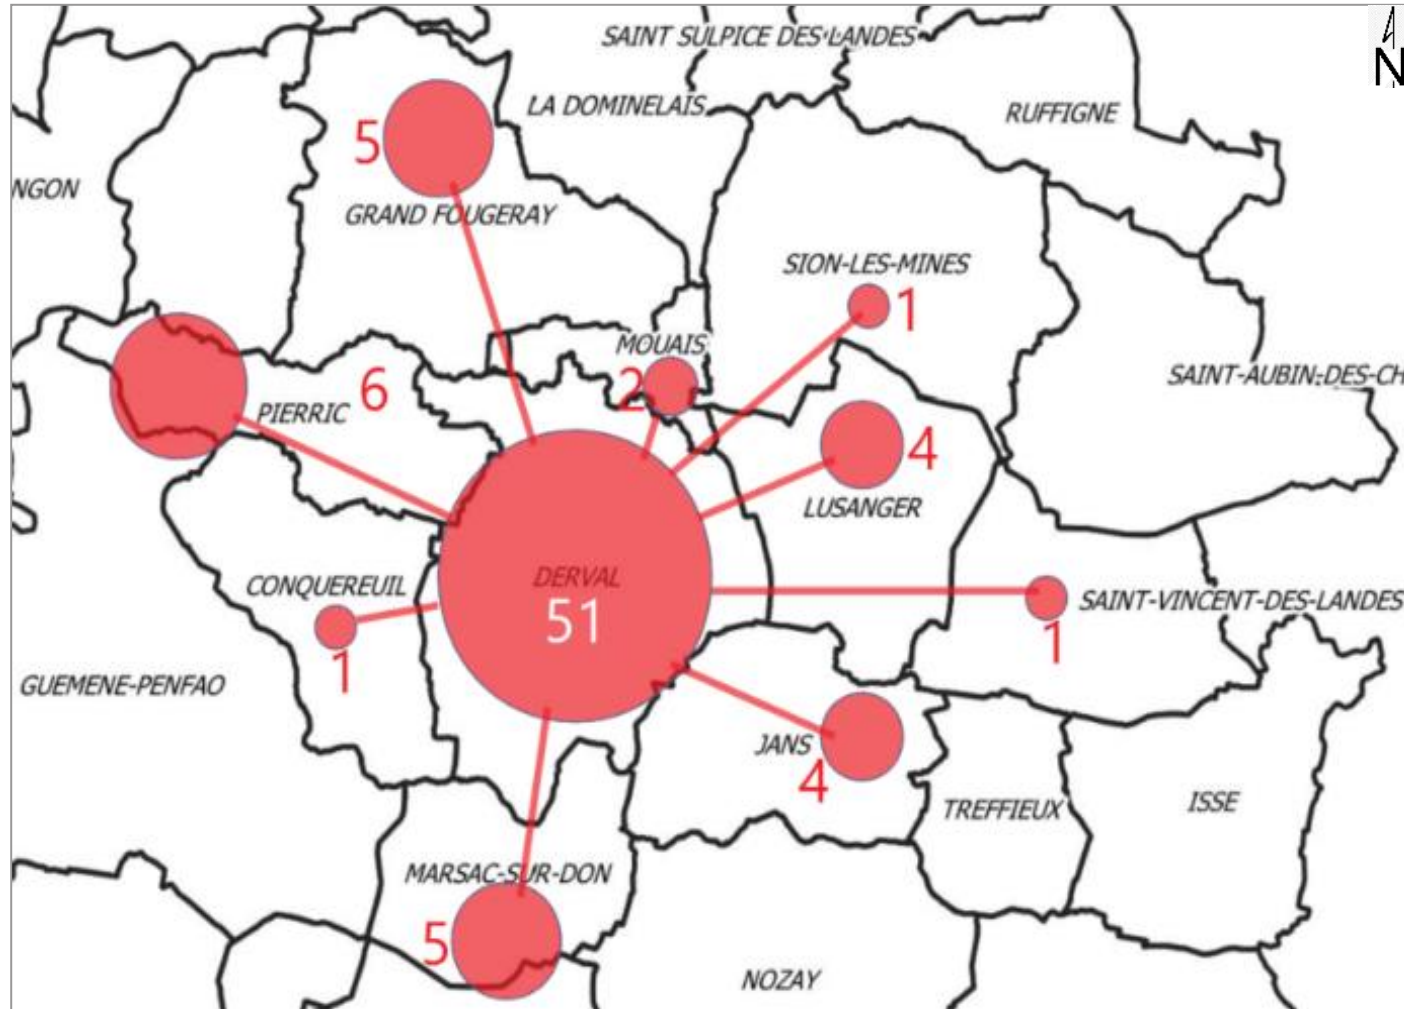 SAINT SULPICE DES LANDES
N
LA DOMINELAIS
RUFFIGNE
5
NGON
GRAND FOUGERAY
SION-LES-MINES
1
MOUAIS
2
SAINT-AUBIN-DES-CH
6
PIERRIC
4
LUSANGER
DERVAL
51
CONQUEREUIL
1
SAINT-VINCENT-DES-LANDES
1
GUEMENE-PENFAO
JANS
4
TREFFIEUX
ISSE
MARSAC-SUR-DON
5
NOZAY